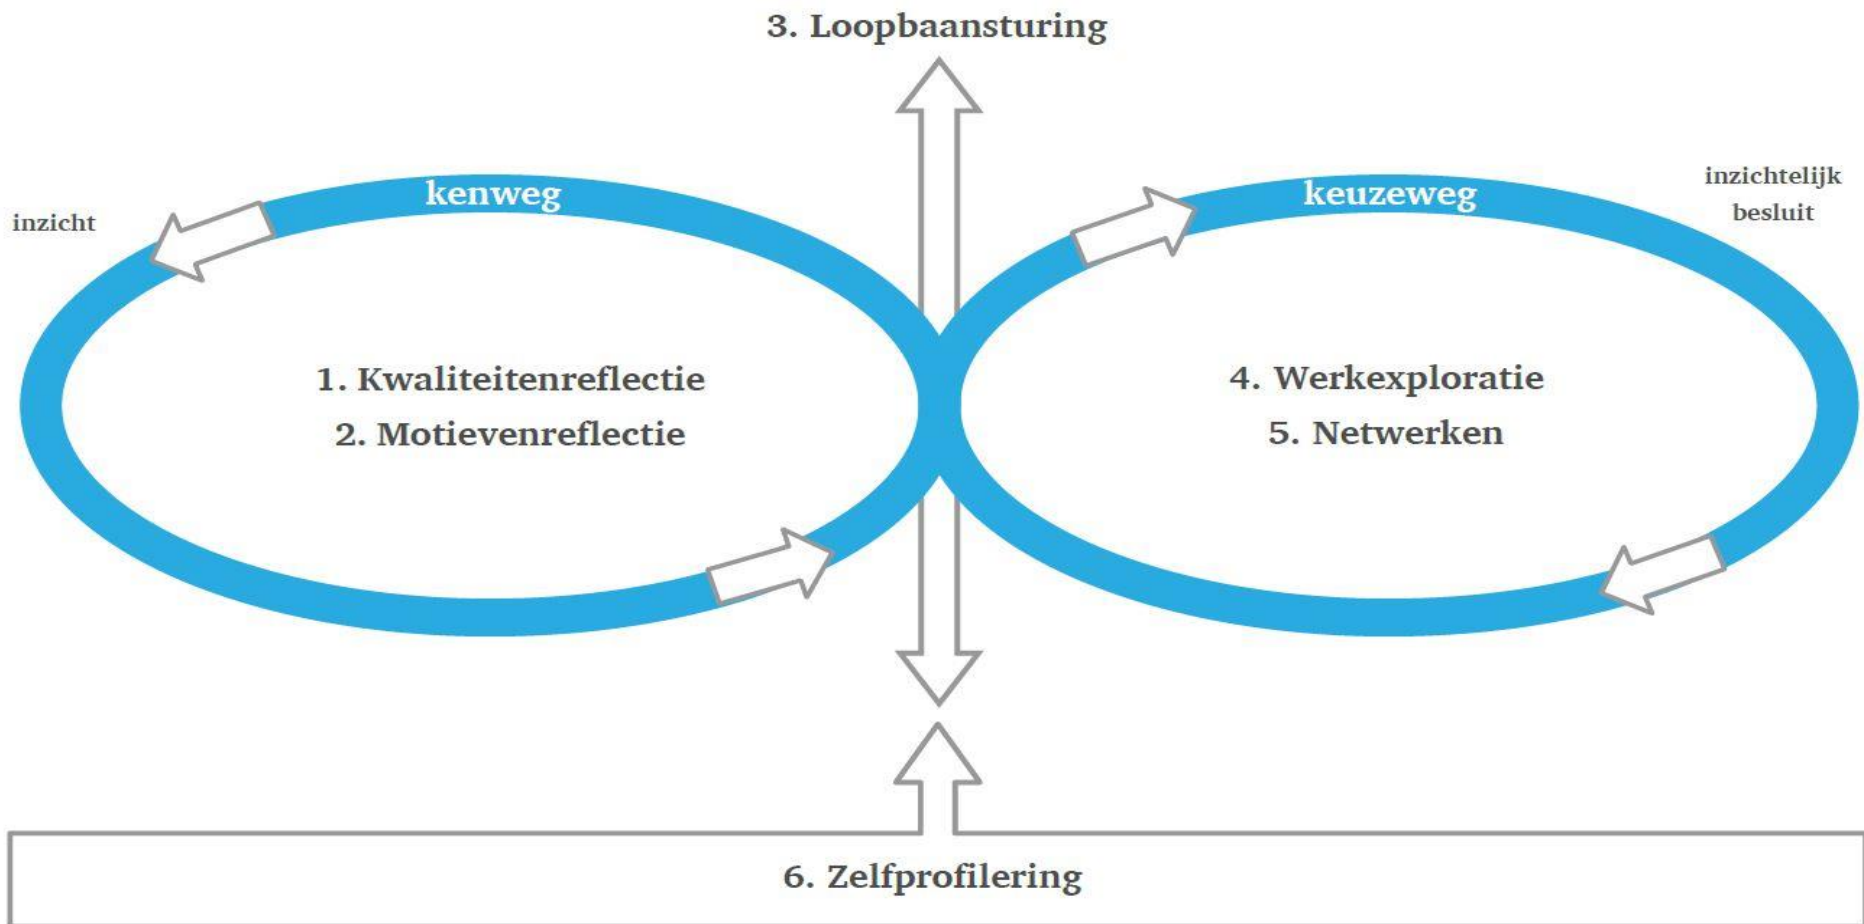 3. Loopbaansturing
kenweg
keuzeweg
inzicht
inzichtelijk
besluit
1. Kwaliteitenreflectie
2. Motievenreflectie
4. Werkexploratie
5. Netwerken
6. Zelfprofilering